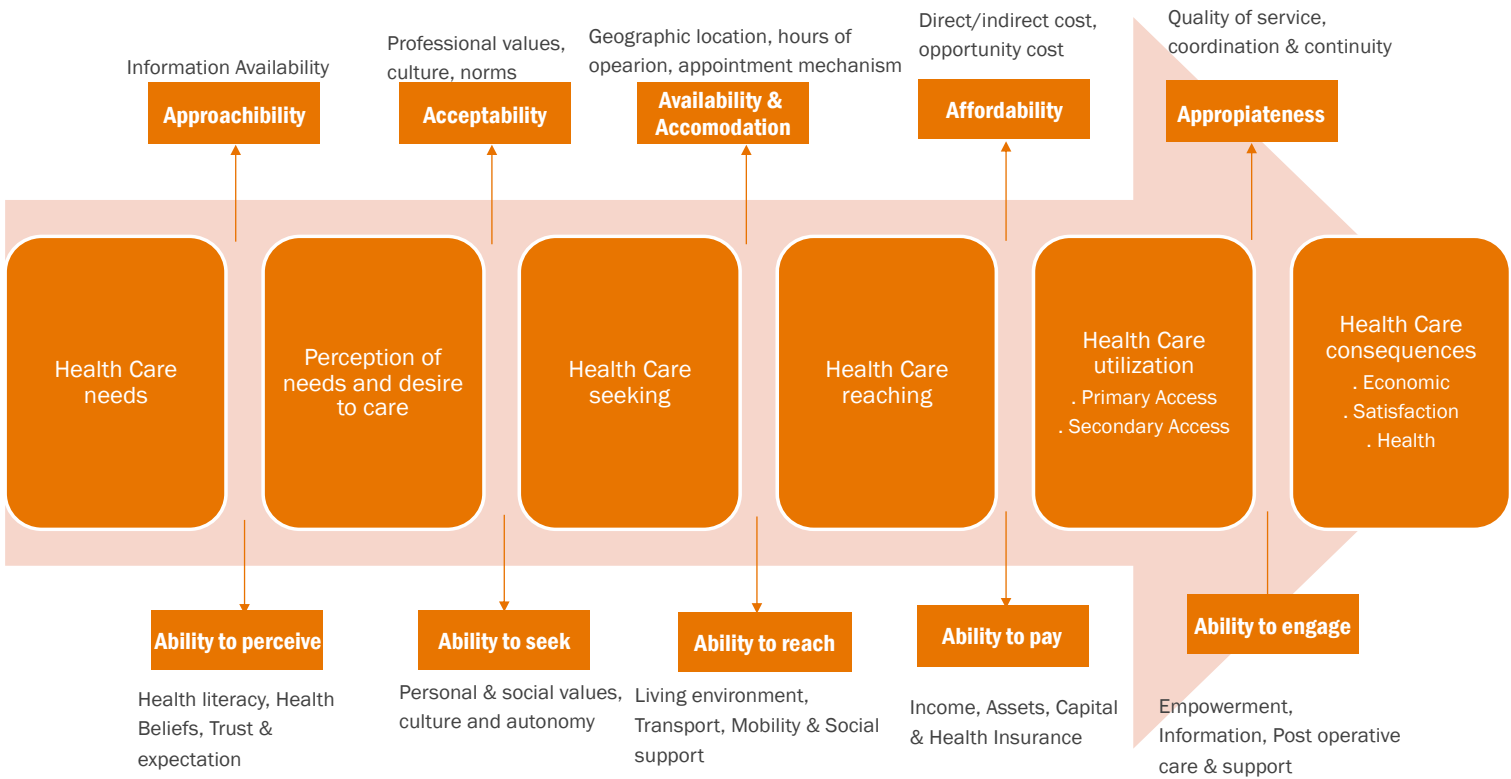 Information Availability
Approachibility
Professional values,
culture, norms
Acceptability
Geographic location, hours of
opearion, appointment mechanism
Availability &
Accomodation
Direct/indirect cost,
opportunity cost
Affordability
Quality of service,
coordination & continuity
Appropiateness
Health Care
needs
Perception of
needs and desire
to care
Health Care
seeking
Health Care
reaching
Health Care
utilization
. Primary Access
. Secondary Access
Health Care
consequences
. Economic
. Satisfaction
. Health
Ability to perceive
Health literacy, Health
Beliefs, Trust &
expectation
Ability to seek
Personal & social values,
culture and autonomy
Ability to reach
Living environment,
Transport, Mobility & Social
support
Ability to pay
Income, Assets, Capital
& Health Insurance
Ability to engage
Empowerment,
Information, Post operative
care & support